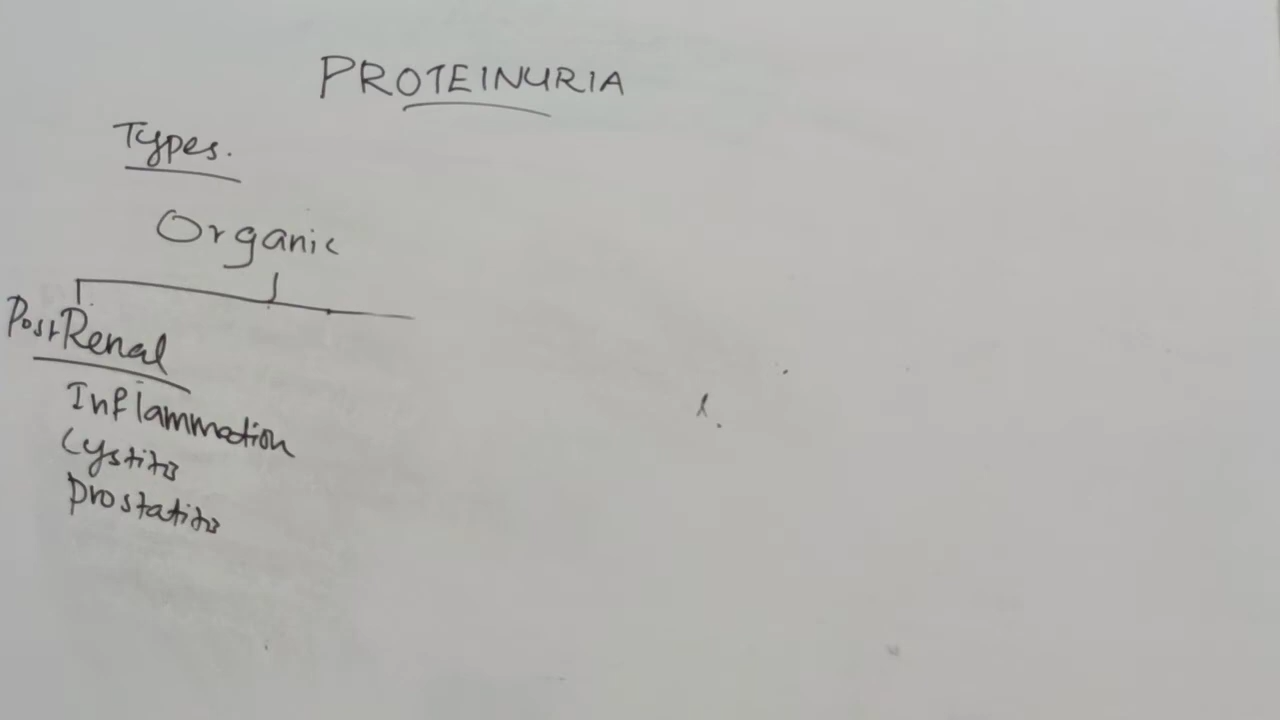 PROTEINURIA
Types.
Organic
PostRenal
Inflammation
Cystitis
Prostatitis